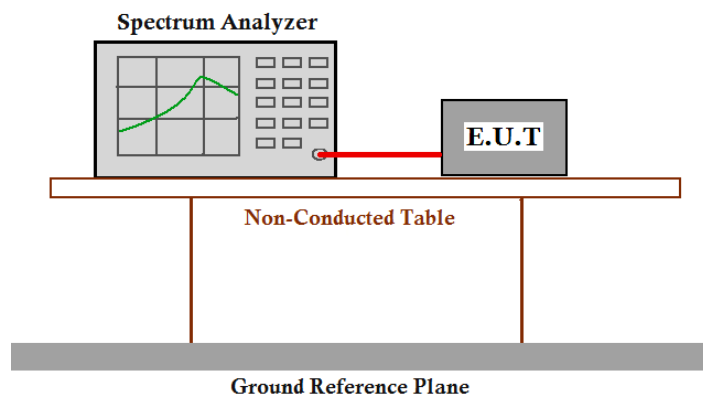 Spectrum Analyzer
E.U.T
Non-Conducted Table
Ground Reference Plane